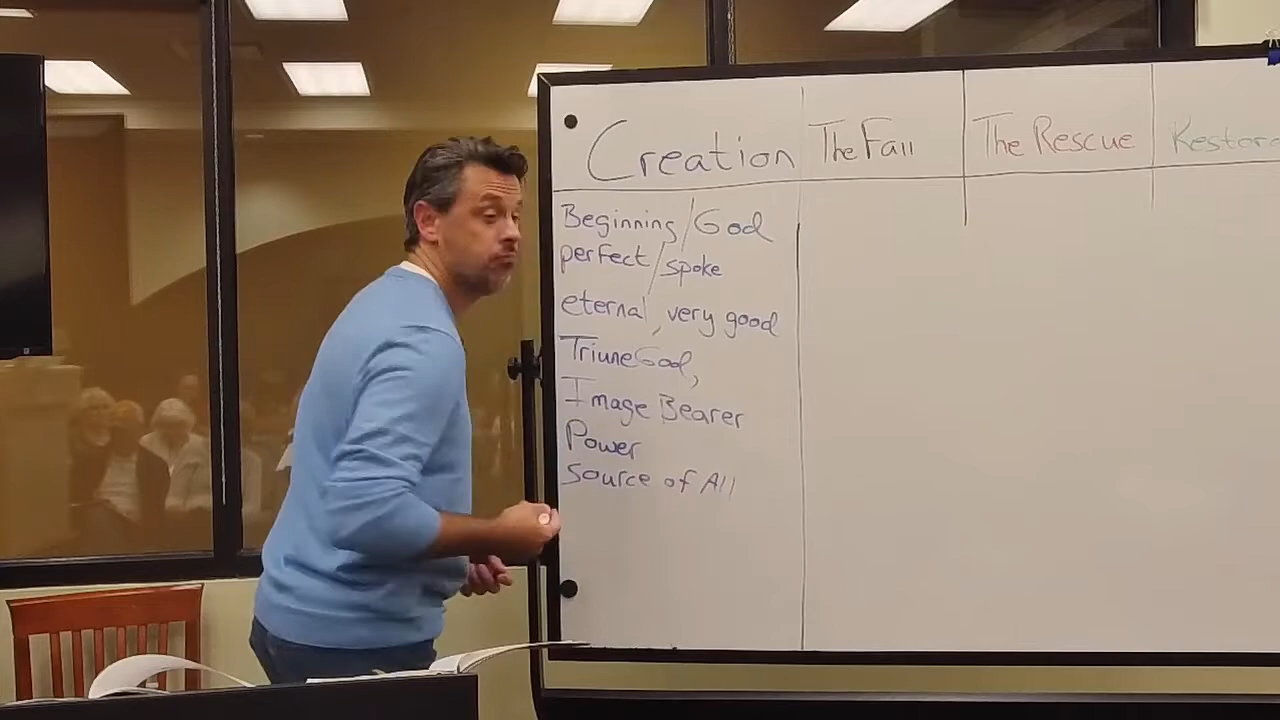 Creation The Fall The Rescue Restora
Beginning/God
perfect/spoke
eternal, very good
Triune God,
Image Bearer
Power
Source of All